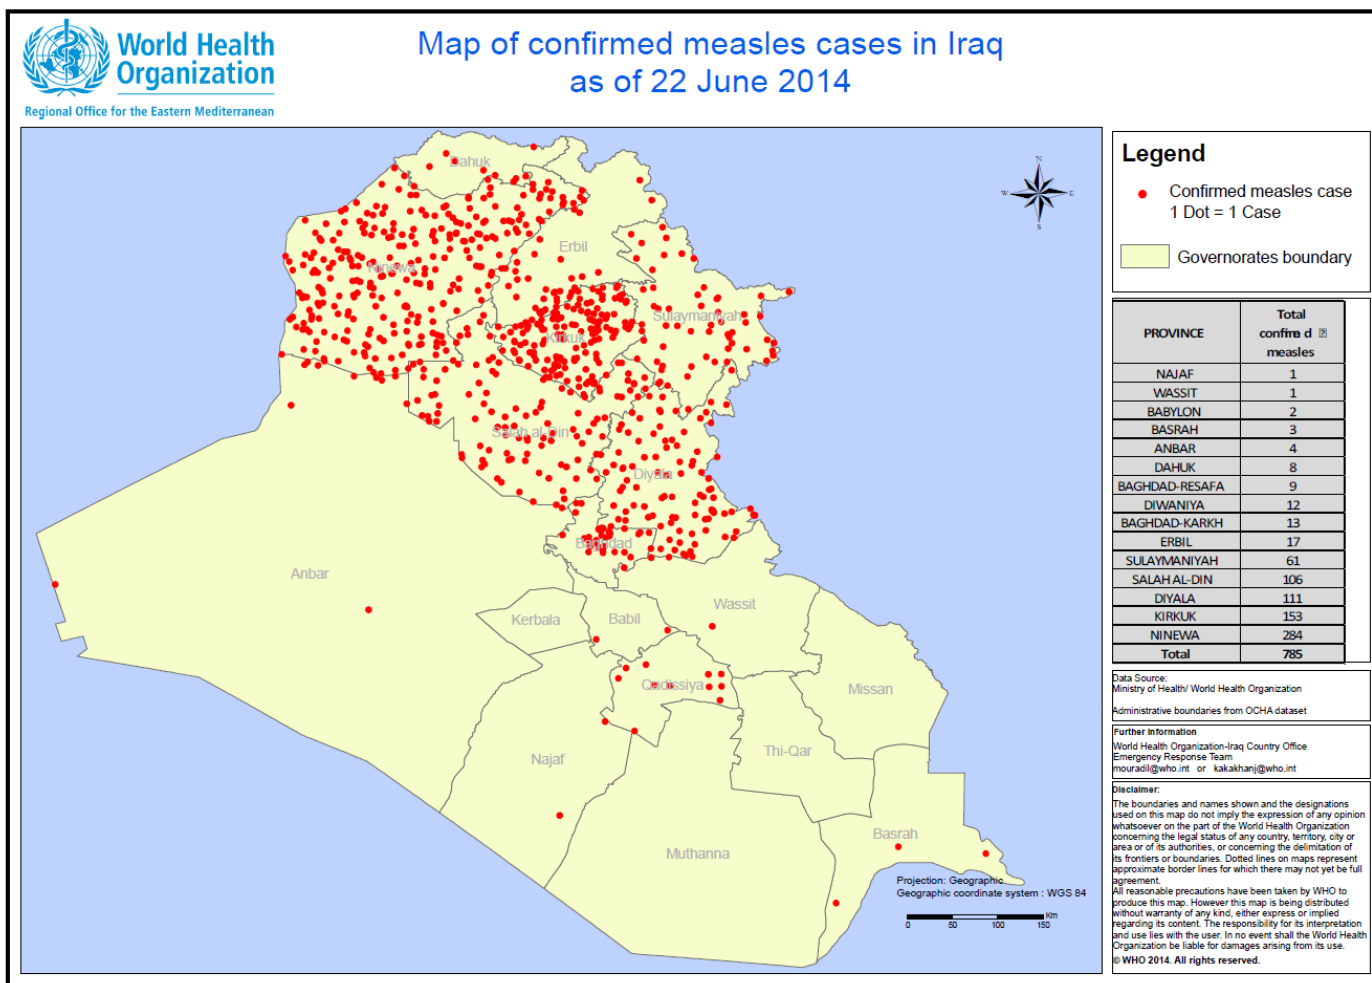 World Health
Organization
Regional Office for the Eastern Mediterranean
Map of confirmed measles cases in Iraq
as of 22 June 2014
N
W
E
S
Dahuk
Erbil
Ninewa
Sulaymaniyah
Kirkuk
Salah al-Din
Diyala
Baghdad
Anbar
Wassit
Kerbala
Babil
Qadissiya
Missan
Thi-Qar
Najaf
Muthanna
Basrah
Projection: Geographic
Geographic coordinate system : WGS 84
Km
0 50 100 150
Legend
Confirmed measles case
1 Dot = 1 Case
Governorates boundary
PROVINCE Total confirmed measles
NAJAF 1
WASSIT 1
BABYLON 2
BASRAH 3
ANBAR 4
DAHUK 8
BAGHDAD-RESAFA 9
DIWANIYA 12
BAGHDAD-KARKH 13
ERBIL 17
SULAYMANIYAH 61
SALAH AL-DIN 106
DIYALA 111
KIRKUK 153
NINEWA 284
Total 785
Data Source:
Ministry of Health/ World Health Organization
Administrative boundaries from OCHA dataset
Further Information
World Health Organization-Iraq Country Office
Emergency Response Team
mouradil@who.int or kakakhanj@who.int
Disclaimer:
The boundaries and names shown and the designations
used on this map do not imply the expression of any opinion
whatsoever on the part of the World Health Organization
concerning the legal status of any country, territory, city or
area or of its authorities, or concerning the delimitation of
its frontiers or boundaries. Dotted lines on maps represent
approximate border lines for which there may not yet be full
agreement.
All reasonable precautions have been taken by WHO to
produce this map. However this map is being distributed
without warranty of any kind, either express or implied
regarding its content. The responsibility for its interpretation
and use lies with the user. In no event shall the World Health
Organization be liable for damages arising from its use.
© WHO 2014. All rights reserved.